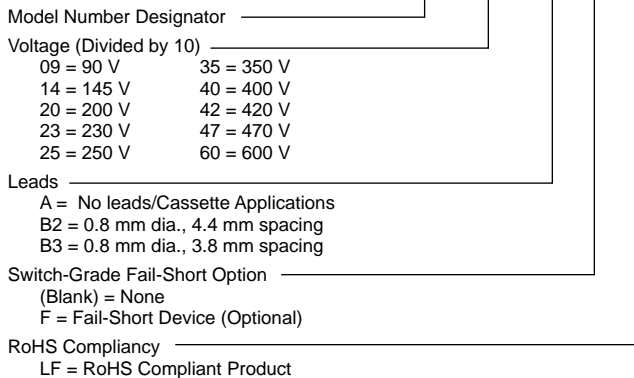 Model Number Designator
Voltage (Divided by 10)
09 = 90 V 35 = 350 V
14 = 145 V 40 = 400 V
20 = 200 V 42 = 420 V
23 = 230 V 47 = 470 V
25 = 250 V 60 = 600 V
Leads
A = No leads/Cassette Applications
B2 = 0.8 mm dia., 4.4 mm spacing
B3 = 0.8 mm dia., 3.8 mm spacing
Switch-Grade Fail-Short Option
(Blank) = None
F = Fail-Short Device (Optional)
RoHS Compliancy
LF = RoHS Compliant Product